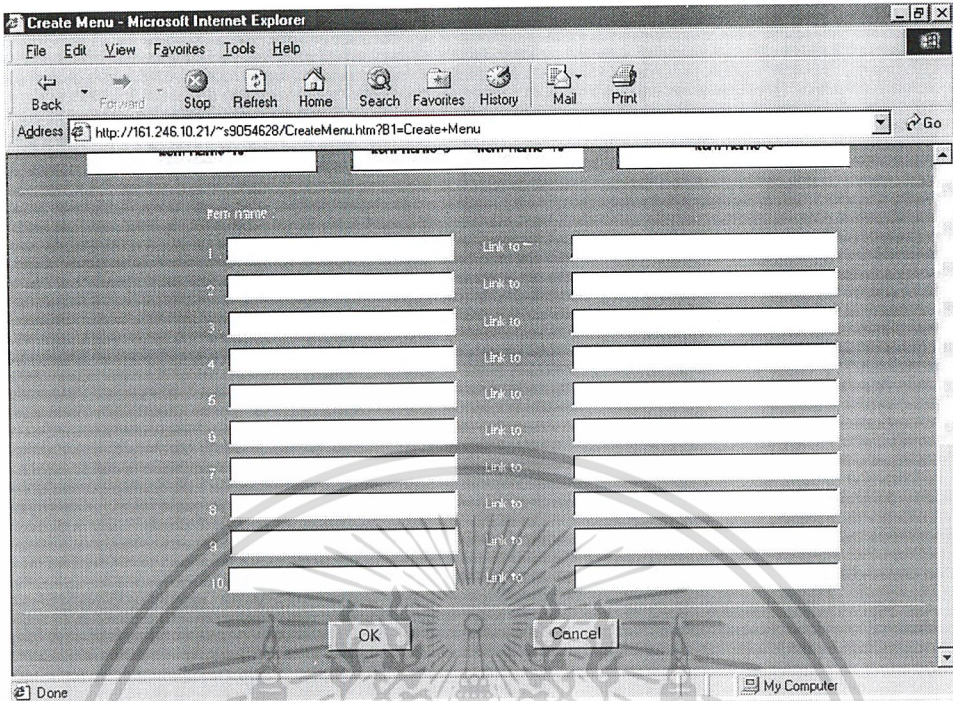 Create Menu - Microsoft Internet Explorer
File Edit View Favorites Tools Help
Back Forward Stop Refresh Home Search Favorites History Mail Print
Address http://161.246.10.21/~s9054628/CreateMenu.htm?B1=Create+Menu Go
Item name :
1 . Link to
2 . Link to
3 . Link to
4 . Link to
5 . Link to
6 . Link to
7 . Link to
8 . Link to
9 . Link to
10 Link to
OK Cancel
Done My Computer